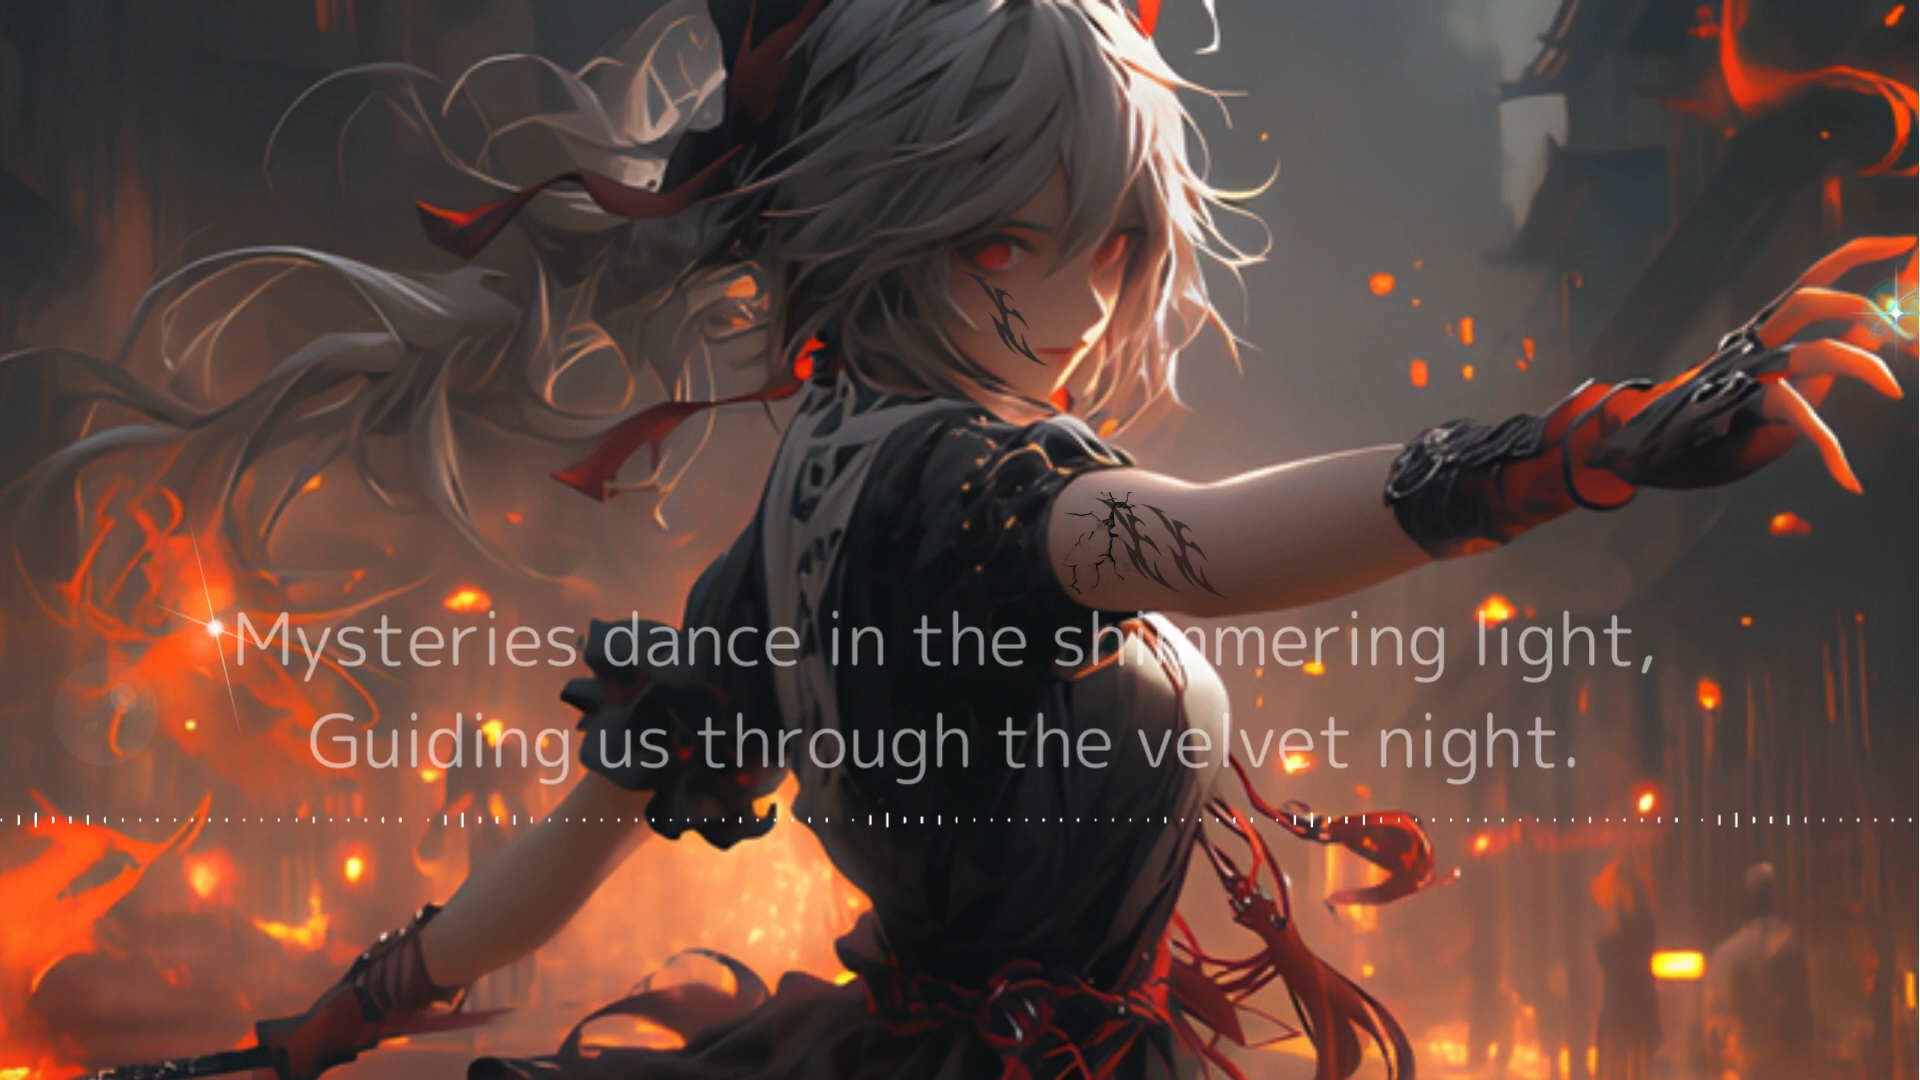 Mysteries dance in the shimmering light,
Guiding us through the velvet night.